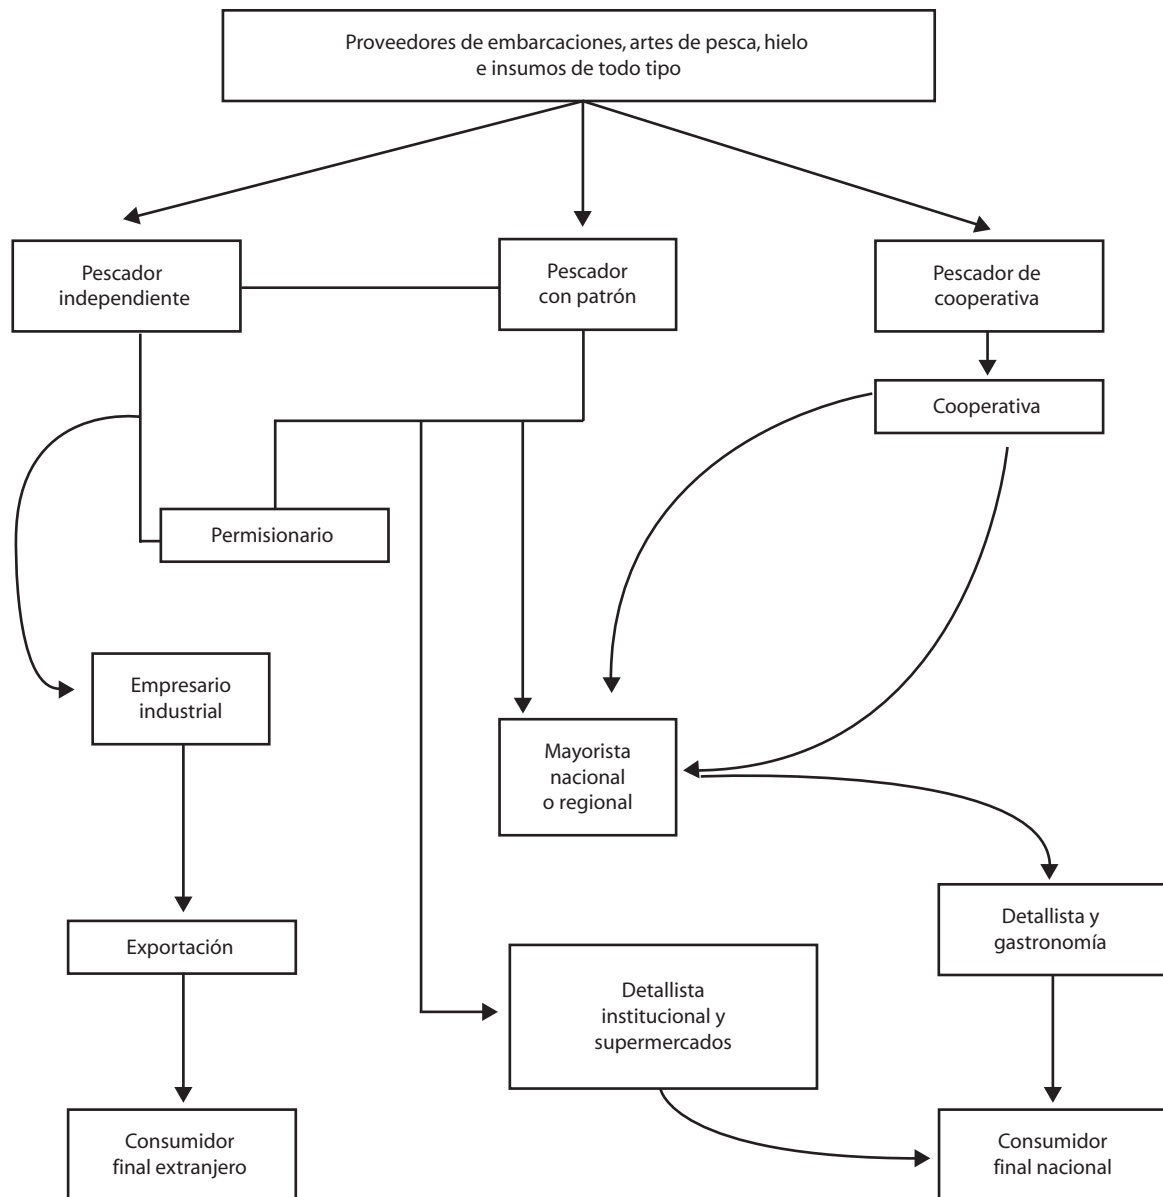 Proveedores de embarcaciones, artes de pesca, hielo
e insumos de todo tipo
Pescador
independiente
Pescador
con patrón
Pescador de
cooperativa
Cooperativa
Permisionario
Empresario
industrial
Mayorista
nacional
o regional
Detallista y
gastronomía
Exportación
Detallista
institucional y
supermercados
Consumidor
final extranjero
Consumidor
final nacional